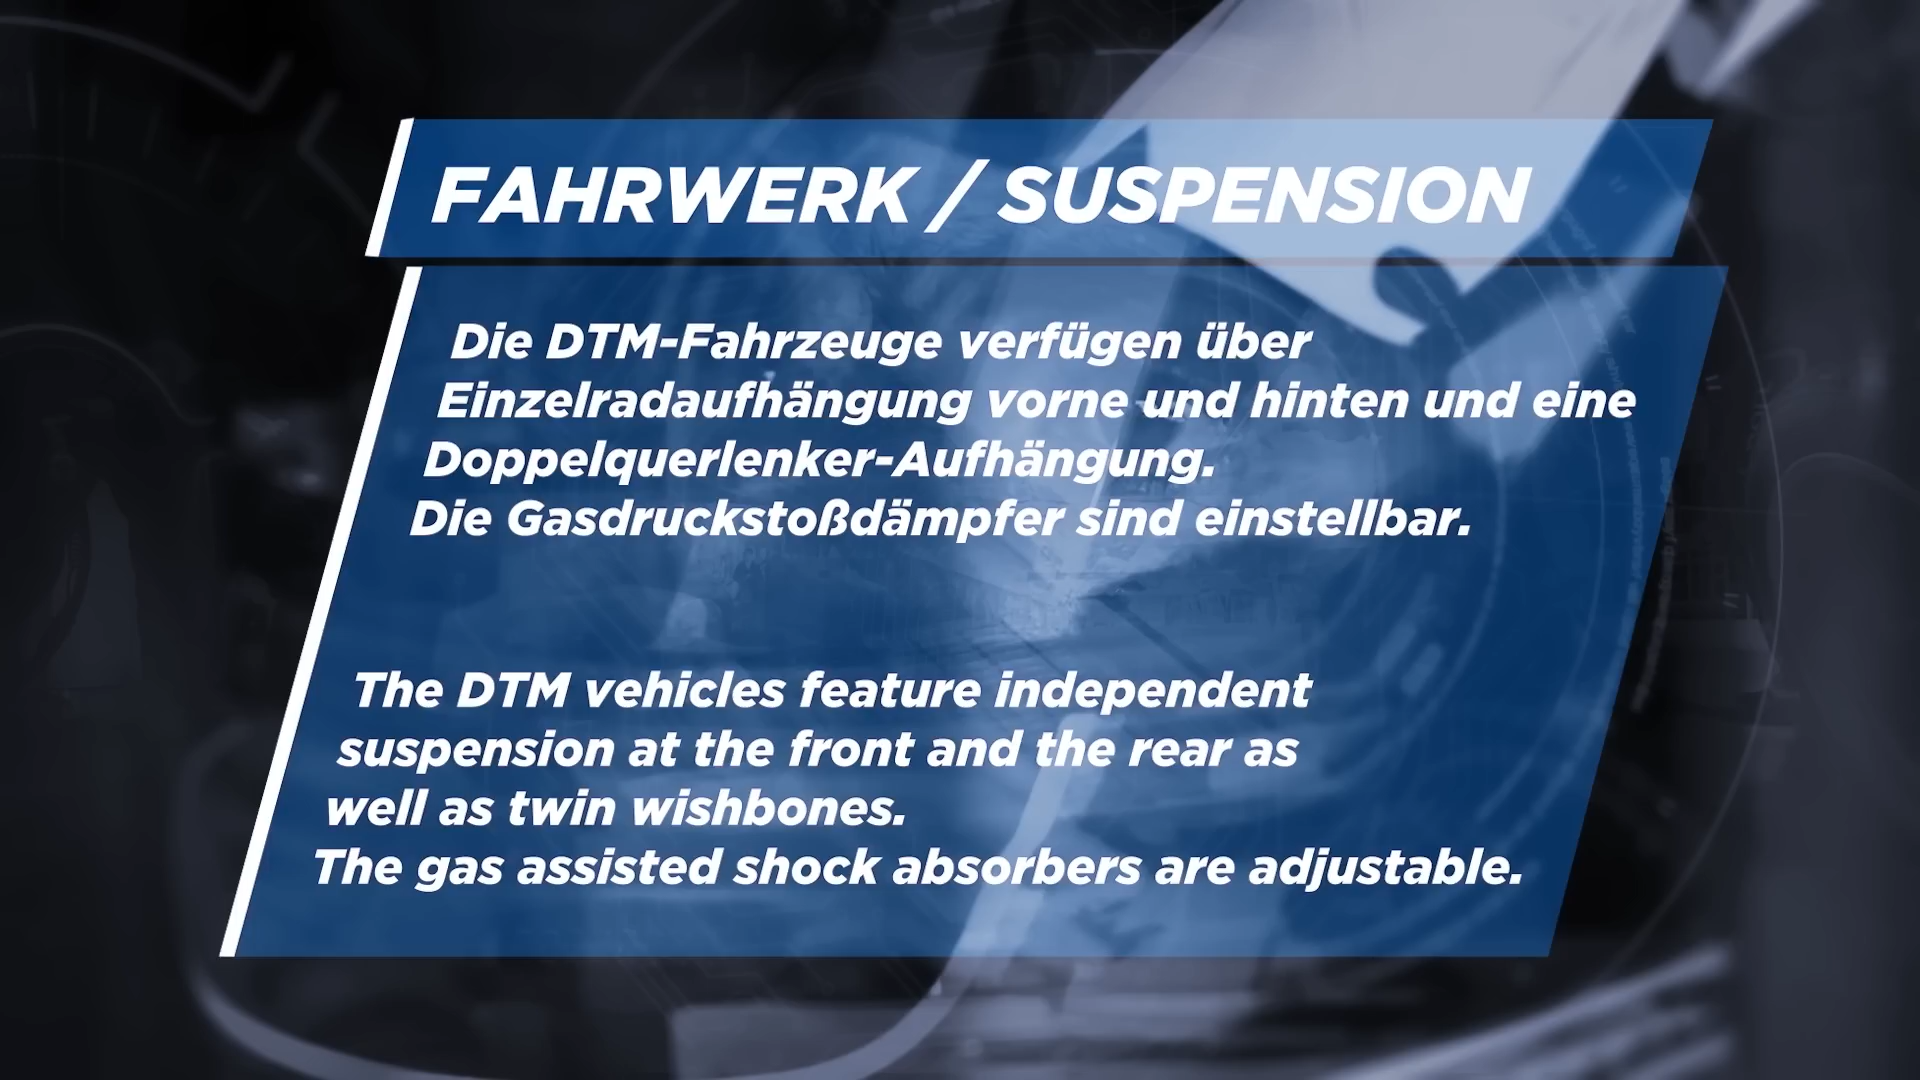 FAHRWERK / SUSPENSION
Die DTM-Fahrzeuge verfügen über
Einzelradaufhängung vorne und hinten und eine
Doppelquerlenker-Aufhängung.
Die Gasdruckstoßdämpfer sind einstellbar.
The DTM vehicles feature independent
suspension at the front and the rear as
well as twin wishbones.
The gas assisted shock absorbers are adjustable.